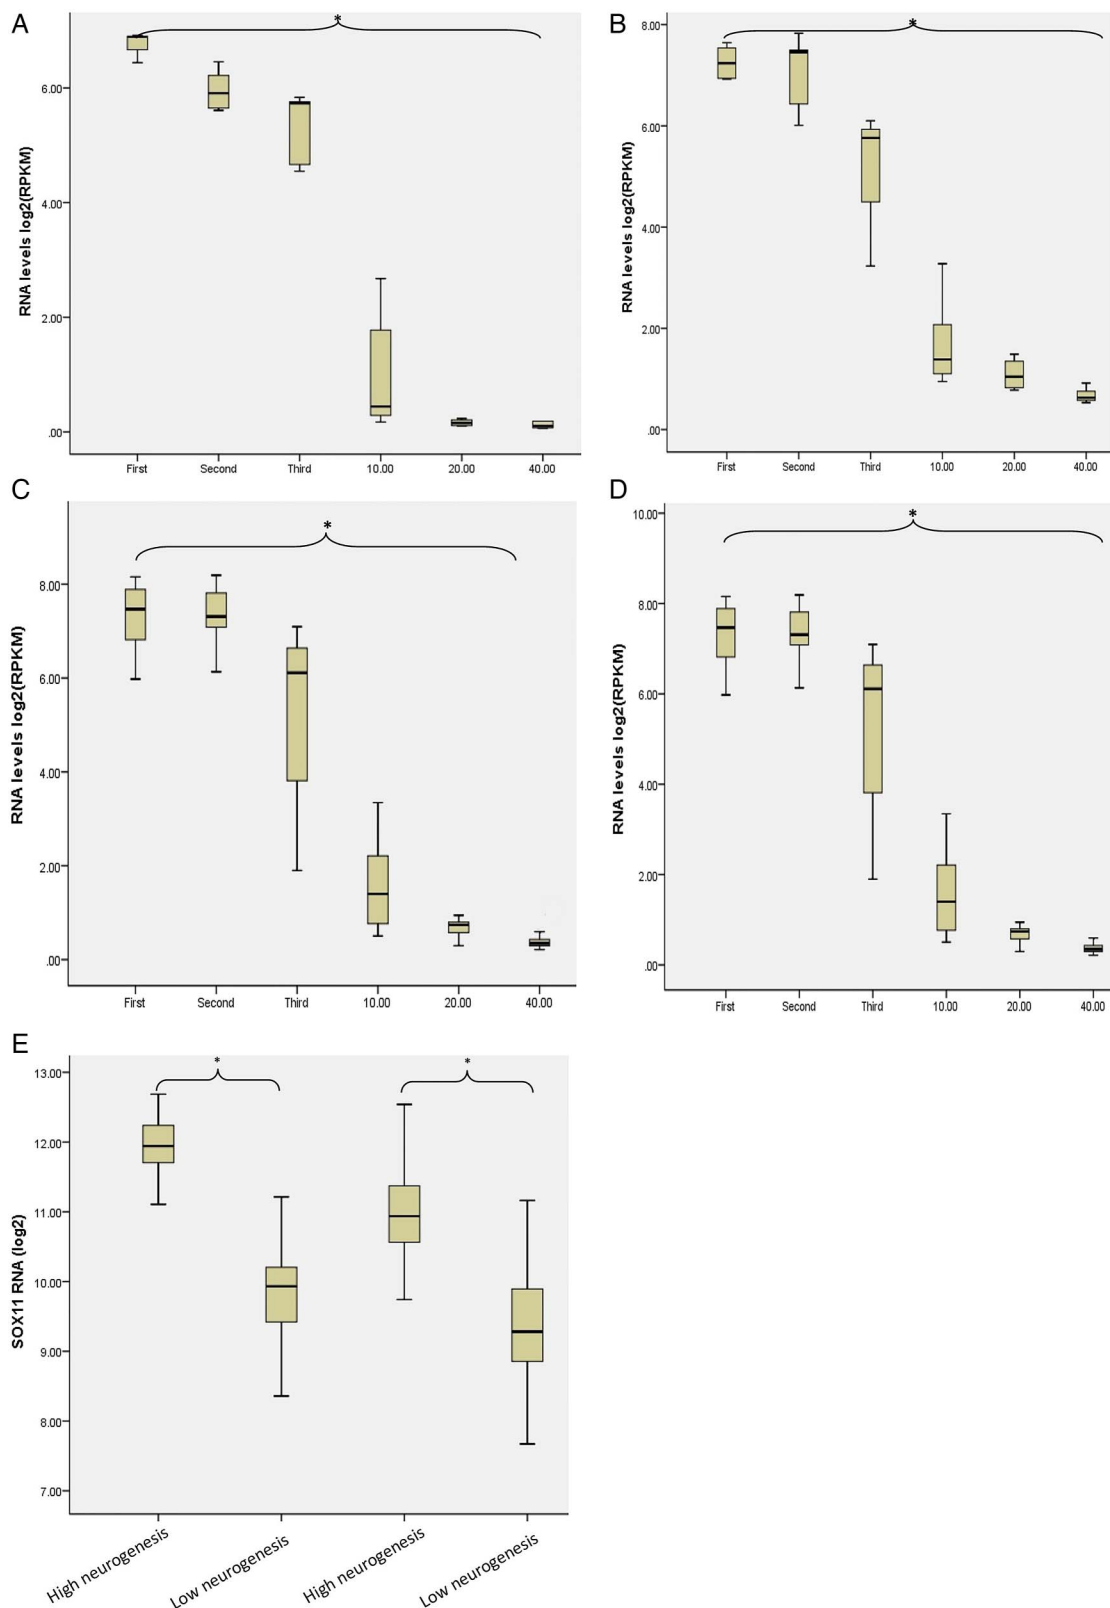 A
*
RNA levels log2(RPKM)
6.00
4.00
2.00
.00
First Second Third 10.00 20.00 40.00
B
*
RNA levels log2(RPKM)
8.00
6.00
4.00
2.00
.00
First Second Third 10.00 20.00 40.00
C
*
RNA levels log2(RPKM)
8.00
6.00
4.00
2.00
.00
First Second Third 10.00 20.00 40.00
D
*
RNA levels log2(RPKM)
10.00
8.00
6.00
4.00
2.00
.00
First Second Third 10.00 20.00 40.00
E
* *
SOX11 RNA (log2)
13.00
12.00
11.00
10.00
9.00
8.00
7.00
High neurogenesis
Low neurogenesis
High neurogenesis
Low neurogenesis